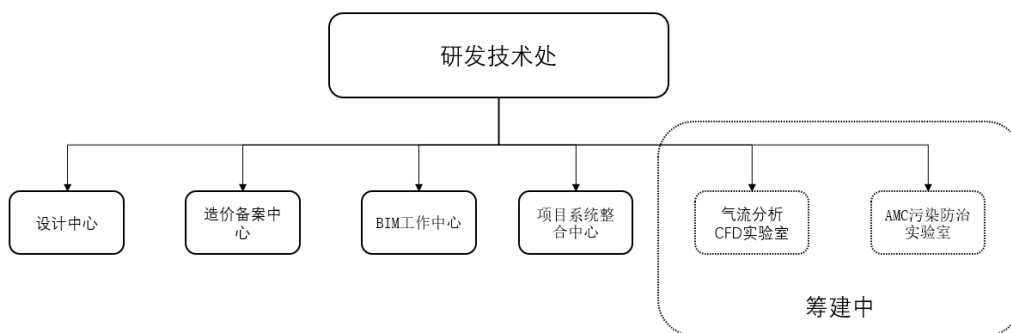 研发技术处
设计中心
造价备案中
心
BIM工作中心
项目系统整
合中心
气流分析
CFD实验室
AMC污染防治
实验室
筹建中